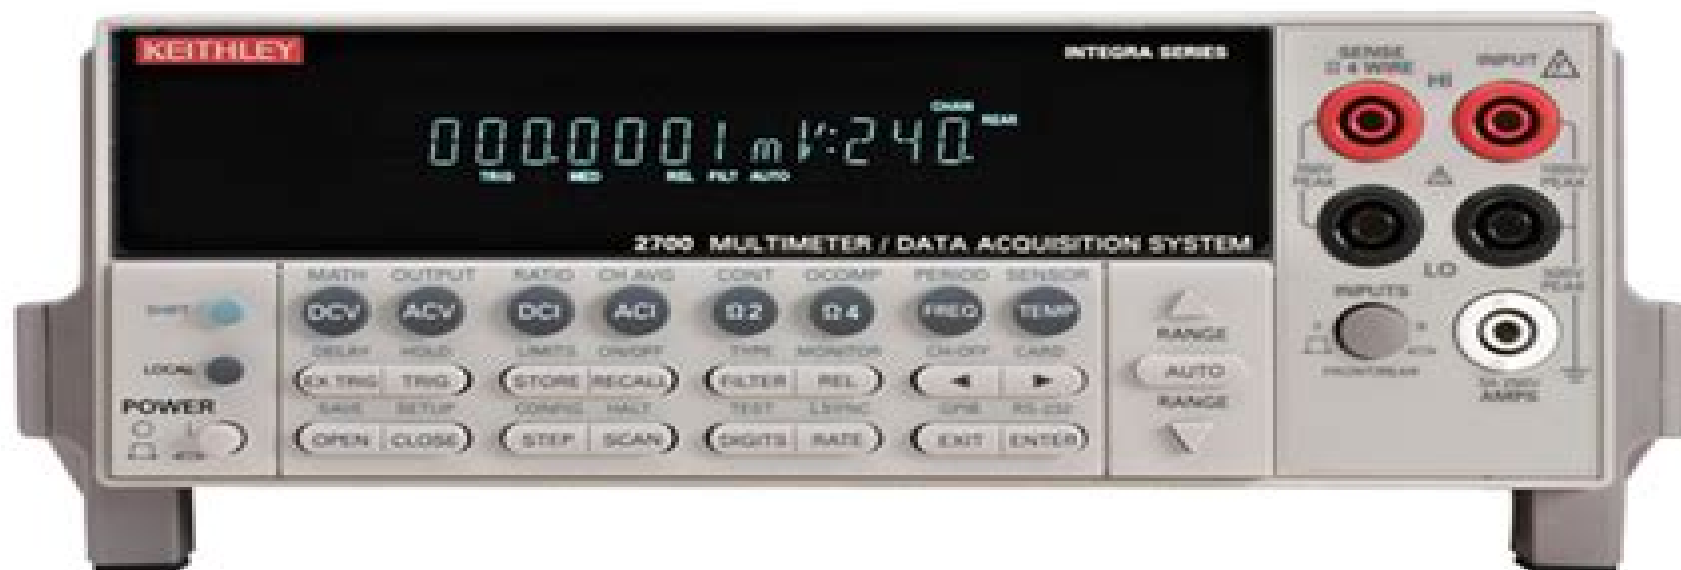 KEITHLEY INTEGRA SERIES
CHAN
000.0001 mV:240 REAR
TRIG MED REL FILT AUTO
2700 MULTIMETER / DATA ACQUISITION SYSTEM
SENSE
Ω 4 WIRE
INPUT
HI
PEAK
PEAK
LO
PEAK
INPUTS
FRONT/REAR
AMPS
SHIFT
LOCAL
POWER
MATH OUTPUT RATIO CH AVG CONT OCOMP PERIOD SENSOR
DCV ACV DCI ACI Ω2 Ω4 FREQ TEMP
DELAY HOLD LIMITS ON/OFF TYPE MONITOR CH-OFF CARD
EX TRIG TRIG STORE RECALL FILTER REL ◄ ►
SAVE SETUP CONFIG HALT TEST LSYNC GPIB RS-232
OPEN CLOSE STEP SCAN DIGITS RATE EXIT ENTER
RANGE
AUTO
RANGE